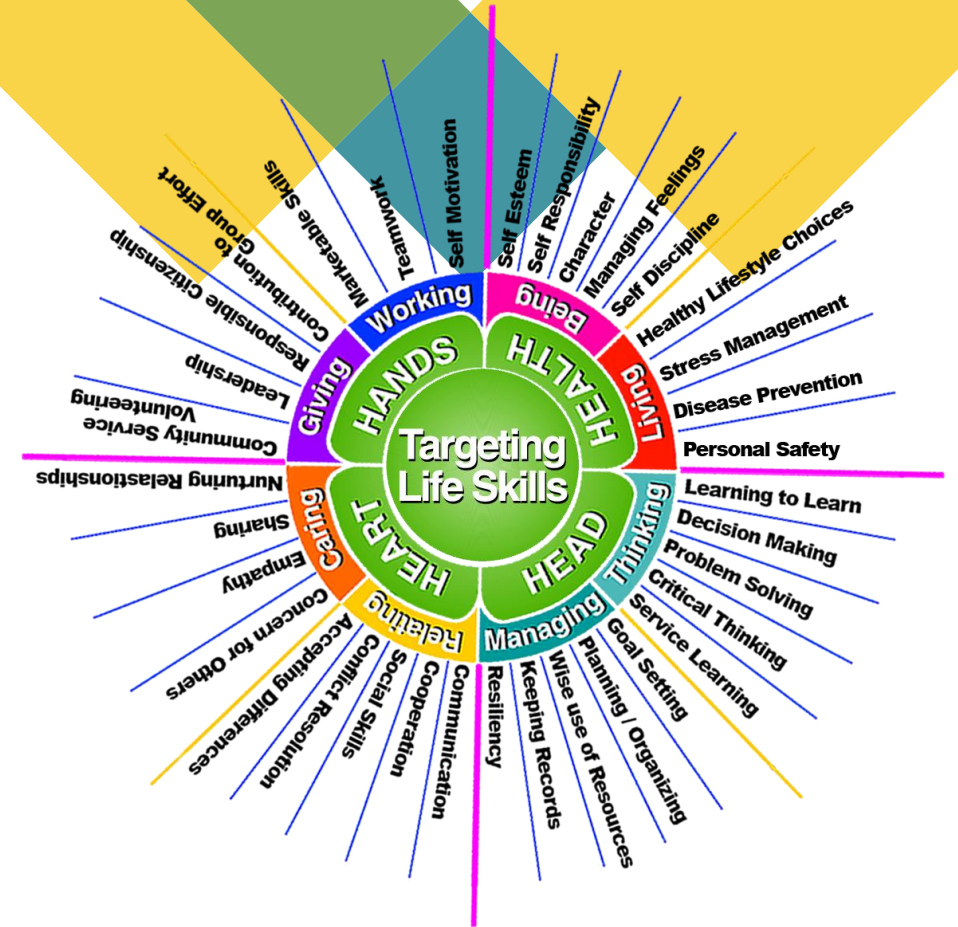 Targeting
Life Skills
HEALTH
Being
Self Esteem
Self Responsibility
Character
Managing Feelings
Self Discipline
Living
Healthy Lifestyle Choices
Stress Management
Disease Prevention
Personal Safety
HEAD
Thinking
Learning to Learn
Decision Making
Problem Solving
Critical Thinking
Service Learning
Managing
Goal Setting
Planning / Organizing
Wise use of Resources
Keeping Records
Resiliency
HEART
Relating
Communication
Cooperation
Social Skills
Conflict Resolution
Accepting Differences
Caring
Concern for Others
Empathy
Sharing
Nurturing Relastionships
HANDS
Giving
Community Service
Volunteering
Leadership
Responsible Citizenship
Contribution to
Group Effort
Working
Marketable Skills
Teamwork
Self Motivation